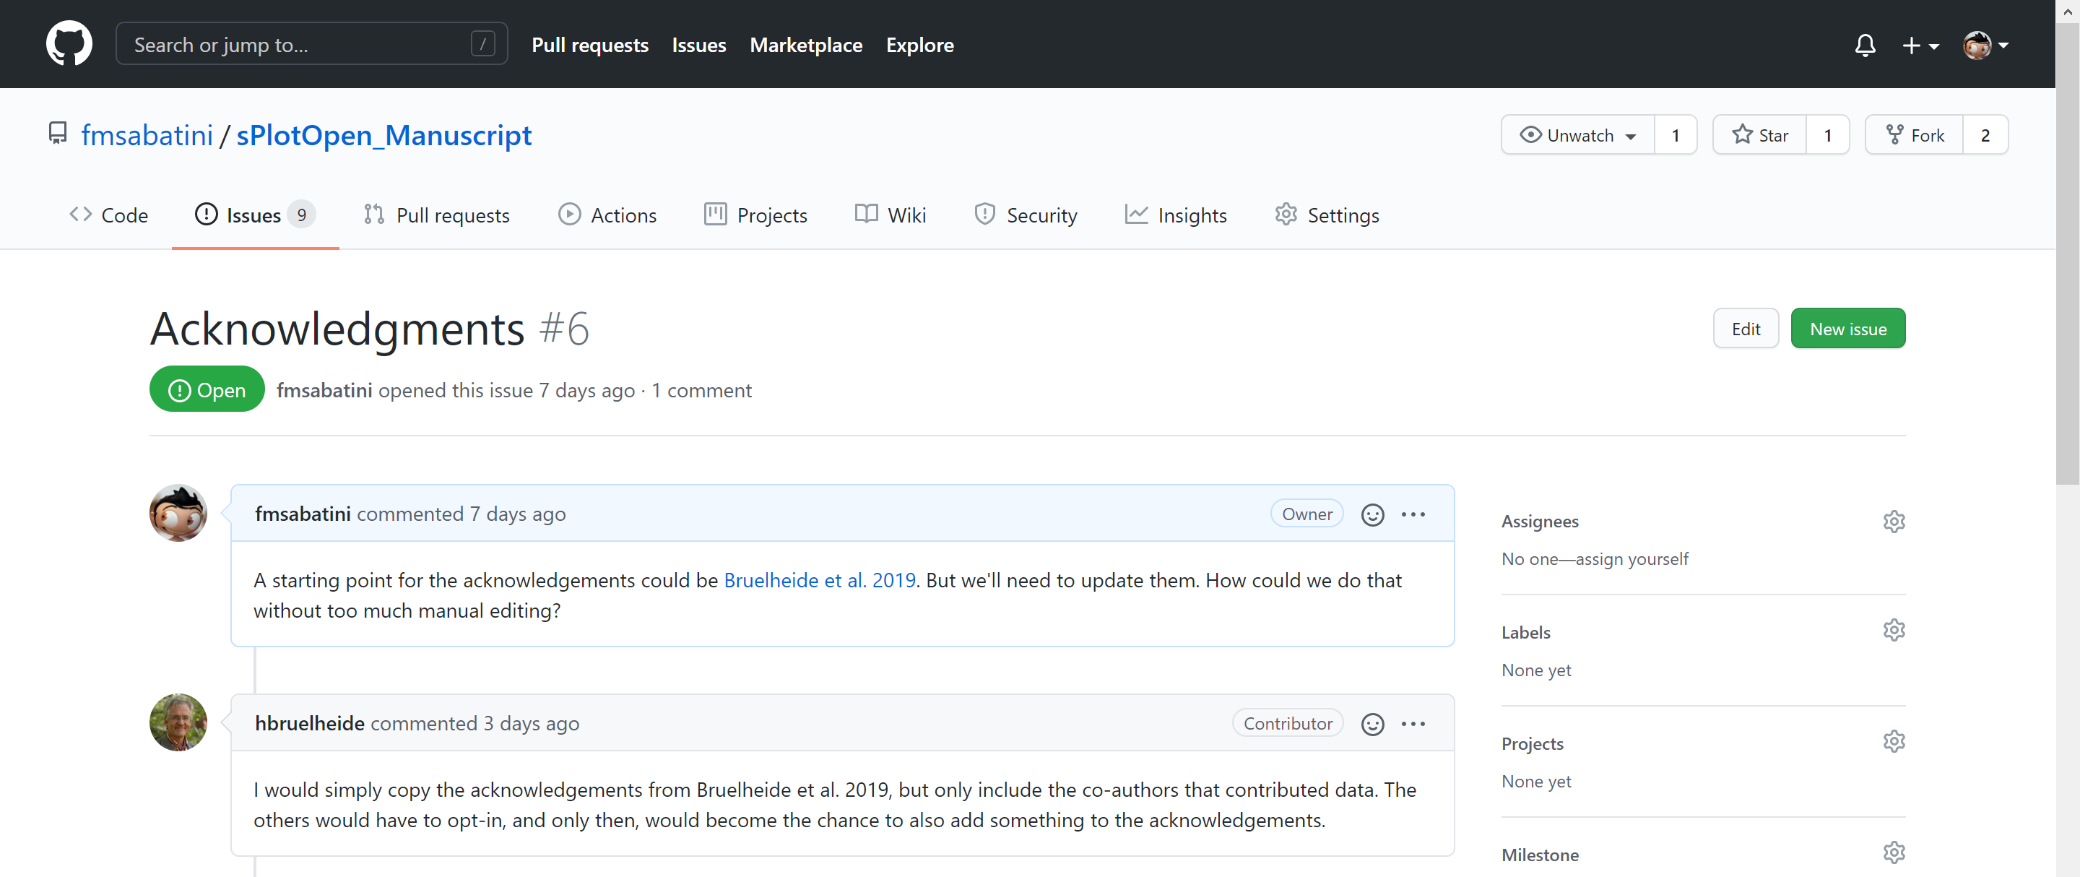 Search or jump to... /
Pull requests Issues Marketplace Explore
fmsabatini / sPlotOpen_Manuscript
Unwatch 1 Star 1 Fork 2
Code Issues 9 Pull requests Actions Projects Wiki Security Insights Settings
Acknowledgments #6
Edit New issue
Open fmsabatini opened this issue 7 days ago · 1 comment
fmsabatini commented 7 days ago Owner
A starting point for the acknowledgements could be Bruelheide et al. 2019. But we'll need to update them. How could we do that
without too much manual editing?
hbruelheide commented 3 days ago Contributor
I would simply copy the acknowledgements from Bruelheide et al. 2019, but only include the co-authors that contributed data. The
others would have to opt-in, and only then, would become the chance to also add something to the acknowledgements.
Assignees
No one—assign yourself
Labels
None yet
Projects
None yet
Milestone